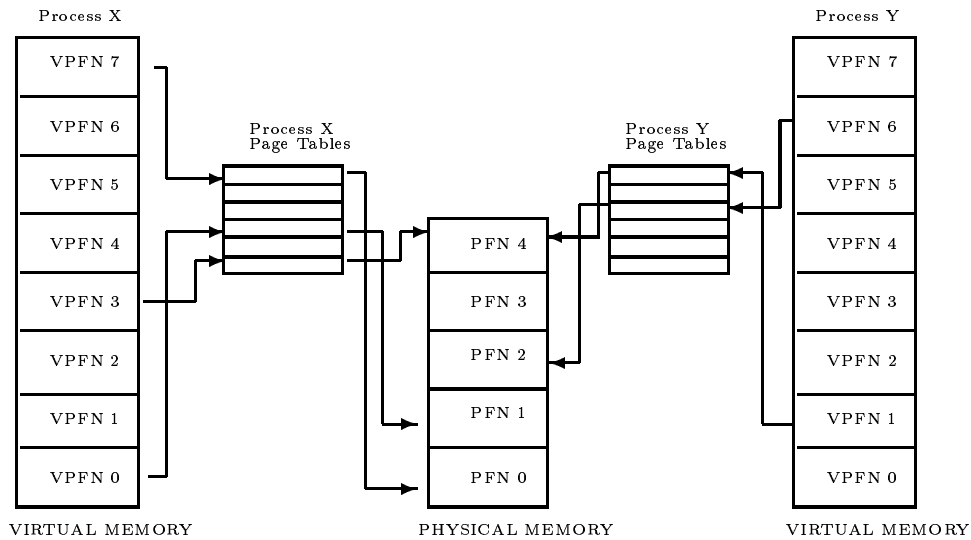 Process X
VPFN 7
VPFN 6
VPFN 5
VPFN 4
VPFN 3
VPFN 2
VPFN 1
VPFN 0
VIRTUAL MEMORY
Process X
Page Tables
PFN 4
PFN 3
PFN 2
PFN 1
PFN 0
PHYSICAL MEMORY
Process Y
Page Tables
Process Y
VPFN 7
VPFN 6
VPFN 5
VPFN 4
VPFN 3
VPFN 2
VPFN 1
VPFN 0
VIRTUAL MEMORY